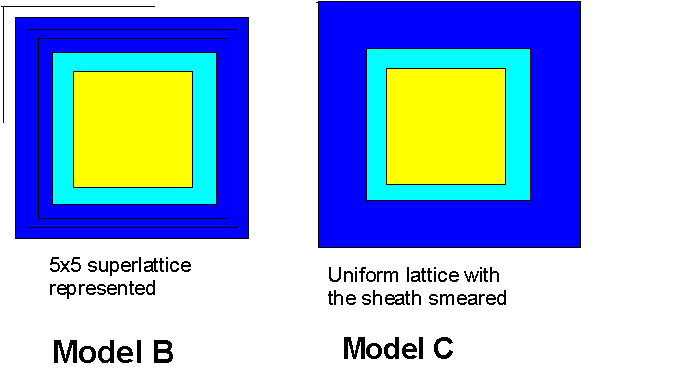 5x5 superlattice
represented
Model B
Uniform lattice with
the sheath smeared
Model C